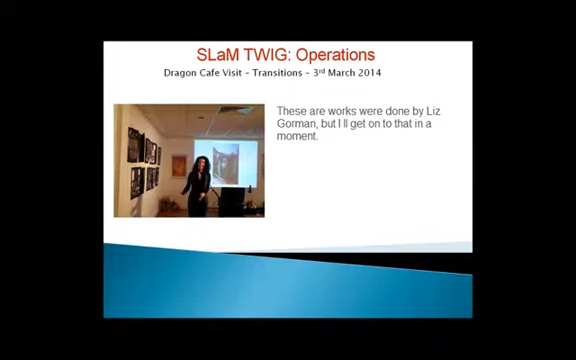 SLaM TWIG: Operations
Dragon Cafe Visit – Transitions – 3rd March 2014
These are works were done by Liz
Gorman, but I ll get on to that in a
moment.